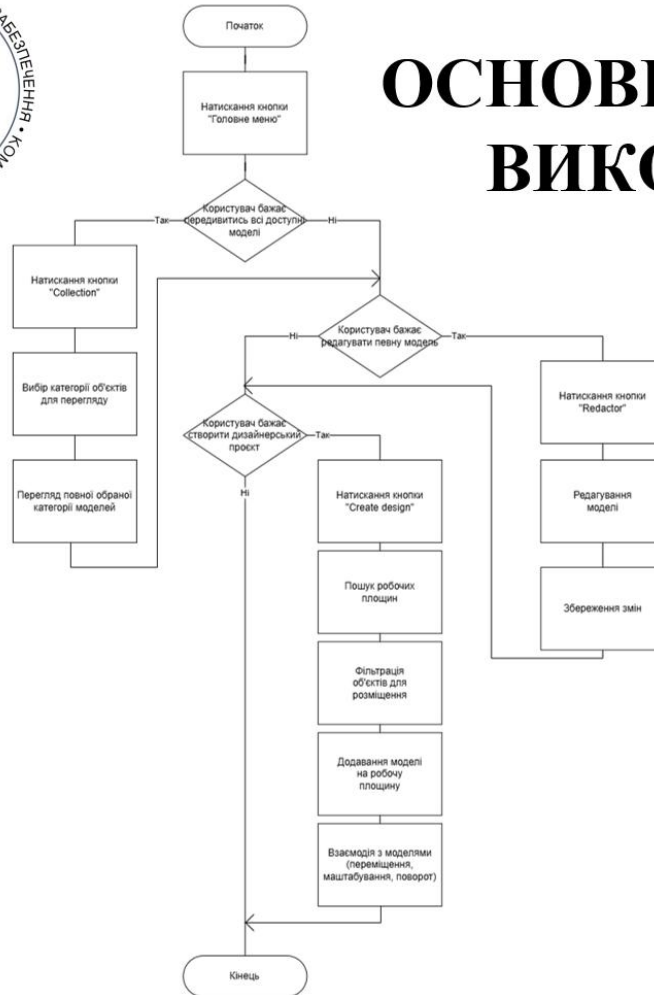 Початок
Натискання кнопки
"Головне меню"
Користувач бажає
передивитись всі доступні
моделі
Так
Ні
Натискання кнопки
"Collection"
Вибір категорії об'єктів
для перегляду
Перегляд повної обраної
категорії моделей
Користувач бажає
редагувати певну модель
Ні
Так
Натискання кнопки
"Redactor"
Редагування
моделі
Збереження змін
Користувач бажає
створити дизайнерський
проєкт
Так
Ні
Натискання кнопки
"Create design"
Пошук робочих
площин
Фільтрація
об'єктів для
розміщення
Додавання моделі
на робочу
площину
Взаємодія з моделями
(переміщення,
маштабування, поворот)
Кінець